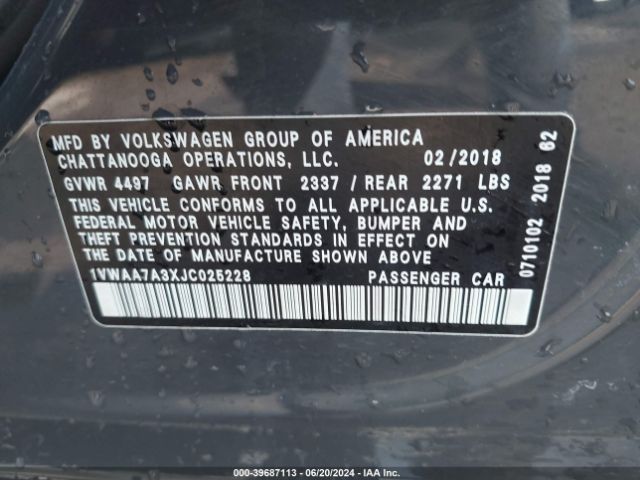 MFD BY VOLKSWAGEN GROUP OF AMERICA
CHATTANOOGA OPERATIONS, LLC. 02/2018
GVWR 4497 GAWR FRONT 2337 / REAR 2271 LBS
THIS VEHICLE CONFORMS TO ALL APPLICABLE U.S.
FEDERAL MOTOR VEHICLE SAFETY, BUMPER AND
THEFT PREVENTION STANDARDS IN EFFECT ON
THE DATE OF MANUFACTURE SHOWN ABOVE
1VWAA7A3XJC025228 PASSENGER CAR
0710102 2018 62
000-39687113 - 06/20/2024 - IAAI.com